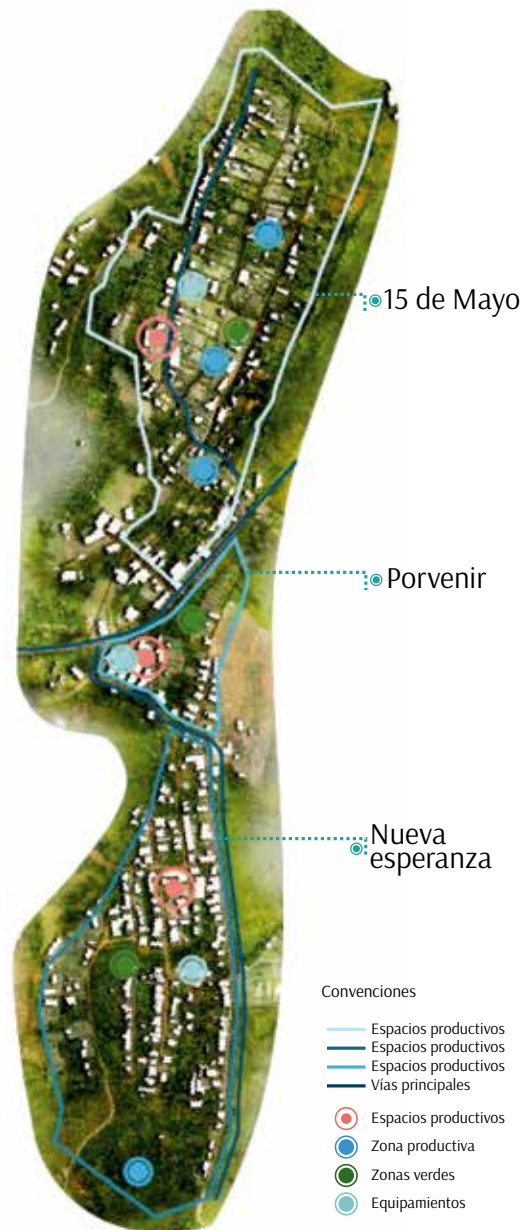 15 de Mayo
Porvenir
Nueva
esperanza
Convenciones
Espacios productivos
Espacios productivos
Espacios productivos
Vías principales
Espacios productivos
Zona productiva
Zonas verdes
Equipamientos